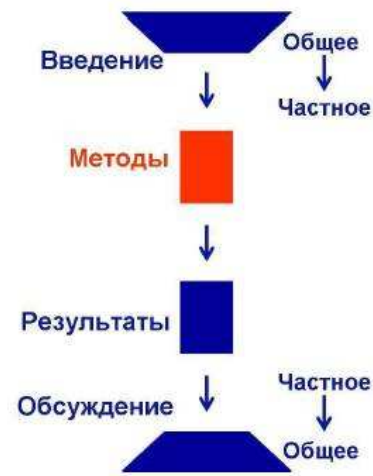 Общее
Введение
Частное
Методы
Результаты
Частное
Обсуждение
Общее